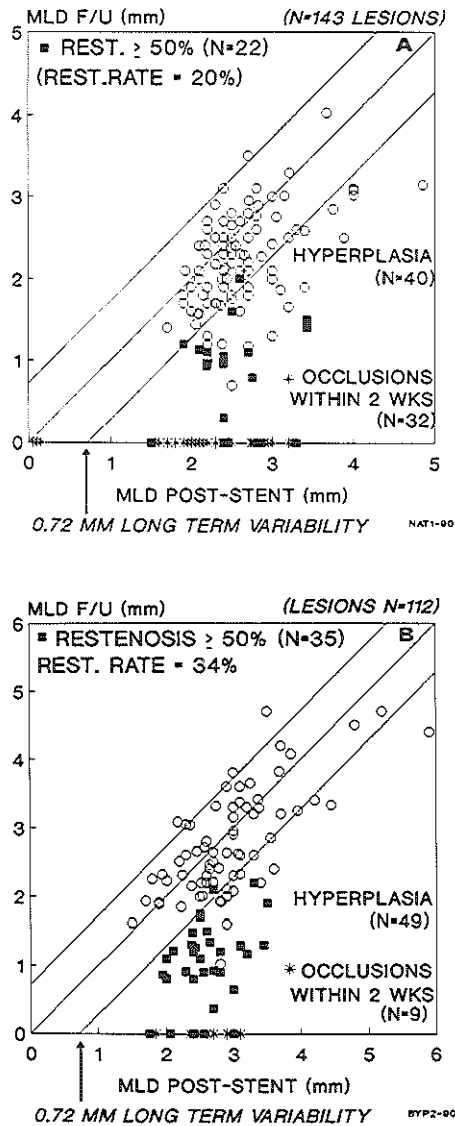 MLD F/U (mm) (N=143 LESIONS)
A
5
■ REST. ≥ 50% (N=22)
(REST.RATE = 20%)
4
3
HYPERPLASIA
(N=40)
2
1
* OCCLUSIONS
WITHIN 2 WKS
(N=32)
0
0 1 2 3 4 5
MLD POST-STENT (mm)
0.72 MM LONG TERM VARIABILITY
NAT1-90
MLD F/U (mm) (LESIONS N=112)
6
B
■ RESTENOSIS ≥ 50% (N=35)
REST. RATE = 34%
5
4
3
HYPERPLASIA
(N=49)
2
1
* OCCLUSIONS
WITHIN 2 WKS
(N=9)
0
0 1 2 3 4 5 6
MLD POST-STENT (mm)
0.72 MM LONG TERM VARIABILITY
BYP2-90